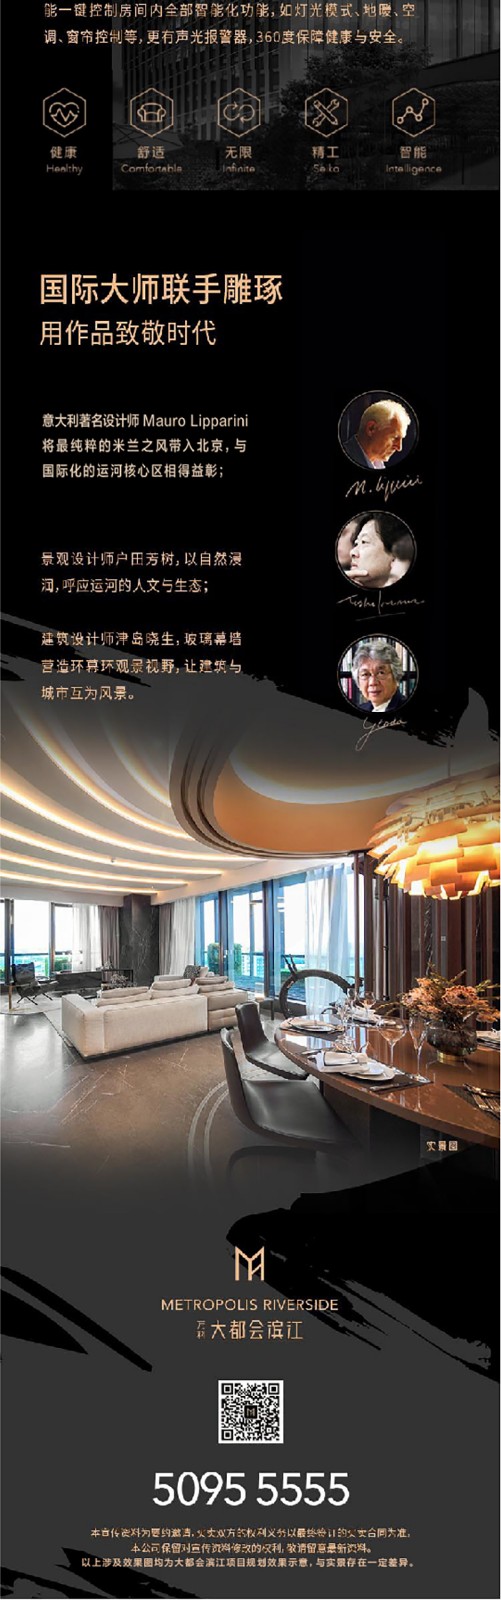 能一键控制房间内全部智能化功能,如灯光模式、地暖、空
调、窗帘控制等,更有声光报警器,360度保障健康与安全。
健康 舒适 无限 精工 智能
Healthy Comfortable Infinite Seiko Intelligence
国际大师联手雕琢
用作品致敬时代
意大利著名设计师 Mauro Lipparini
将最纯粹的米兰之风带入北京,与
国际化的运河核心区相得益彰;
景观设计师户田芳树,以自然浸
润,呼应运河的人文与生态;
建筑设计师津岛晓生,玻璃幕墙
营造环幕环观景视野,让建筑与
城市互为风景。
实景图
METROPOLIS RIVERSIDE
万科 大都会滨江
5095 5555
本宣传资料为要约邀请,买卖双方的权利义务以最终签订的买卖合同为准,
本公司保留对宣传资料修改的权利,敬请留意最新资料。
以上涉及效果图均为大都会滨江项目规划效果示意,与实景存在一定差异。